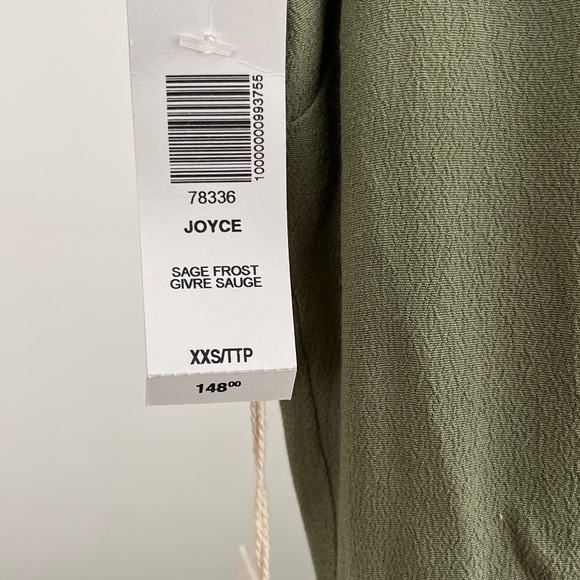 10000000993755
78336
JOYCE
SAGE FROST
GIVRE SAUGE
XXS/TTP
148⁰⁰